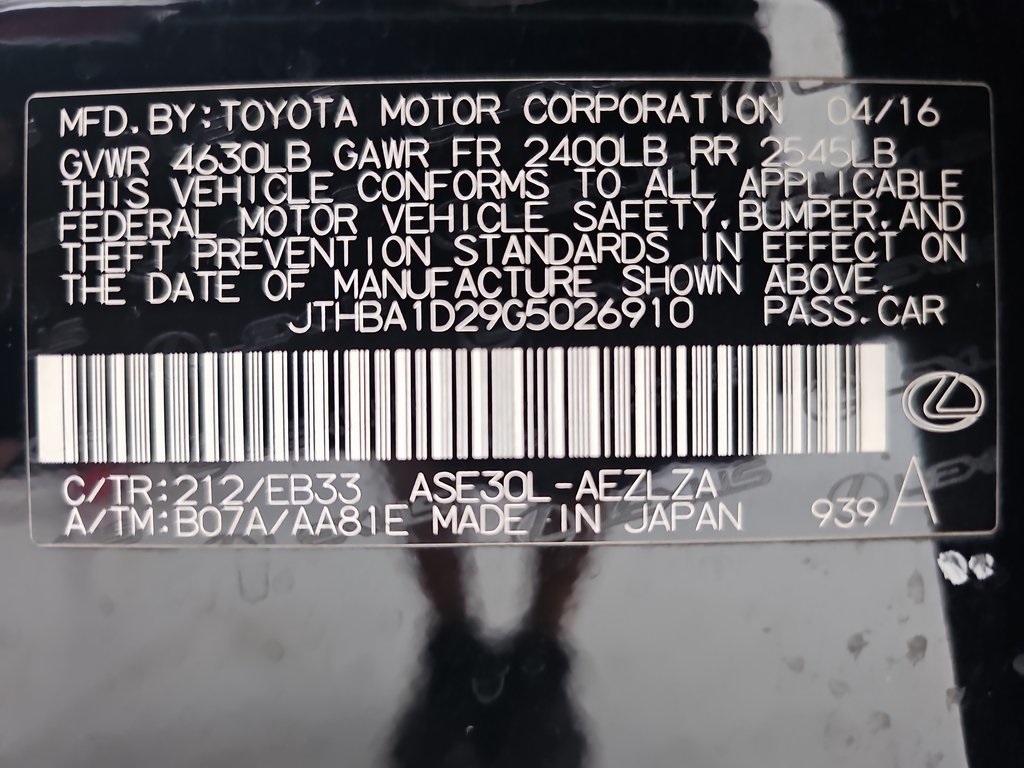 MFD. BY: TOYOTA MOTOR CORPORATION 04/16
GVWR 4630LB GAWR FR 2400LB RR 2545LB
THIS VEHICLE CONFORMS TO ALL APPLICABLE
FEDERAL MOTOR VEHICLE SAFETY, BUMPER, AND
THEFT PREVENTION STANDARDS IN EFFECT ON
THE DATE OF MANUFACTURE SHOWN ABOVE.
JTHBA1D29G5026910 PASS. CAR
C/TR: 212/EB33 ASE30L-AEZLZA
A/TM: B07A/AA81E MADE IN JAPAN 939 A